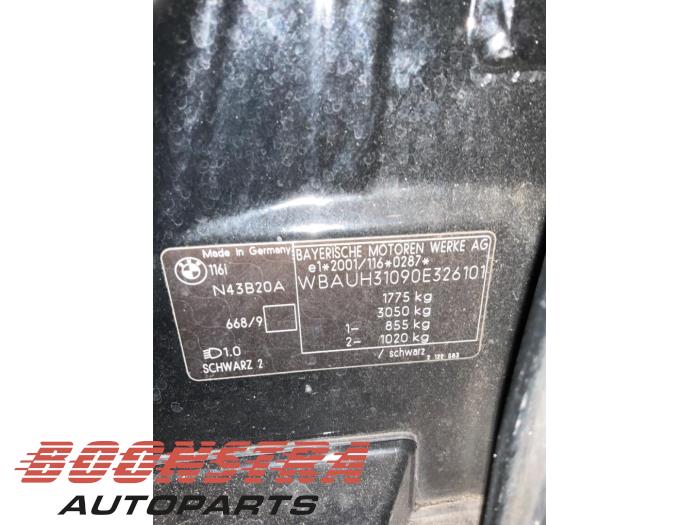 Made in Germany
116i
N43B20A
668/9
1.0
SCHWARZ 2
BAYERISCHE MOTOREN WERKE AG
e1*2001/116*0287*
WBAUH31090E326101
1775 kg
3050 kg
1- 855 kg
2- 1020 kg
/ schwarz
BOONSTRA
AUTOPARTS